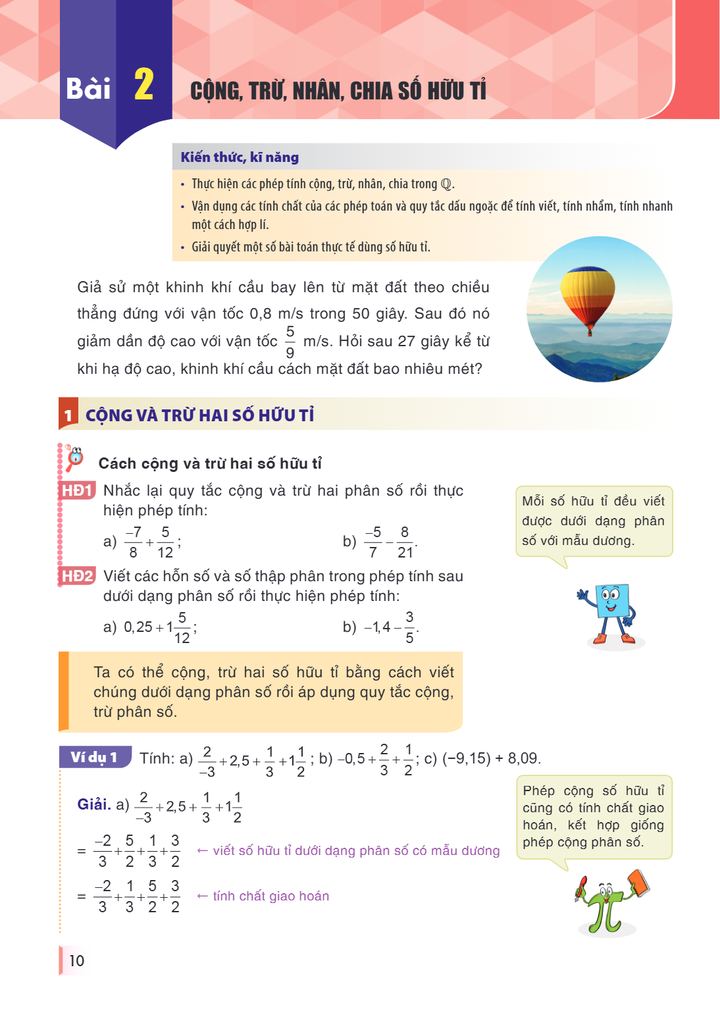 Bài 2 CỘNG, TRỪ, NHÂN, CHIA SỐ HỮU TỈ
Kiến thức, kĩ năng
• Thực hiện các phép tính cộng, trừ, nhân, chia trong ℚ.
• Vận dụng các tính chất của các phép toán và quy tắc dấu ngoặc để tính viết, tính nhẩm, tính nhanh
một cách hợp lí.
• Giải quyết một số bài toán thực tế dùng số hữu tỉ.
Giả sử một khinh khí cầu bay lên từ mặt đất theo chiều
thẳng đứng với vận tốc 0,8 m/s trong 50 giây. Sau đó nó
giảm dần độ cao với vận tốc 5/9 m/s. Hỏi sau 27 giây kể từ
khi hạ độ cao, khinh khí cầu cách mặt đất bao nhiêu mét?
1 CỘNG VÀ TRỪ HAI SỐ HỮU TỈ
Cách cộng và trừ hai số hữu tỉ
HĐ1 Nhắc lại quy tắc cộng và trừ hai phân số rồi thực
hiện phép tính:
a) −7/8 + 5/12; b) −5/7 − 8/21.
Mỗi số hữu tỉ đều viết
được dưới dạng phân
số với mẫu dương.
HĐ2 Viết các hỗn số và số thập phân trong phép tính sau
dưới dạng phân số rồi thực hiện phép tính:
a) 0,25 + 1 5/12; b) −1,4 − 3/5.
Ta có thể cộng, trừ hai số hữu tỉ bằng cách viết
chúng dưới dạng phân số rồi áp dụng quy tắc cộng,
trừ phân số.
Ví dụ 1 Tính: a) 2/−3 + 2,5 + 1/3 + 1 1/2; b) −0,5 + 2/3 + 1/2; c) (−9,15) + 8,09.
Giải. a) 2/−3 + 2,5 + 1/3 + 1 1/2
= −2/3 + 5/2 + 1/3 + 3/2 ← viết số hữu tỉ dưới dạng phân số có mẫu dương
= −2/3 + 1/3 + 5/2 + 3/2 ← tính chất giao hoán
Phép cộng số hữu tỉ
cũng có tính chất giao
hoán, kết hợp giống
phép cộng phân số.
10